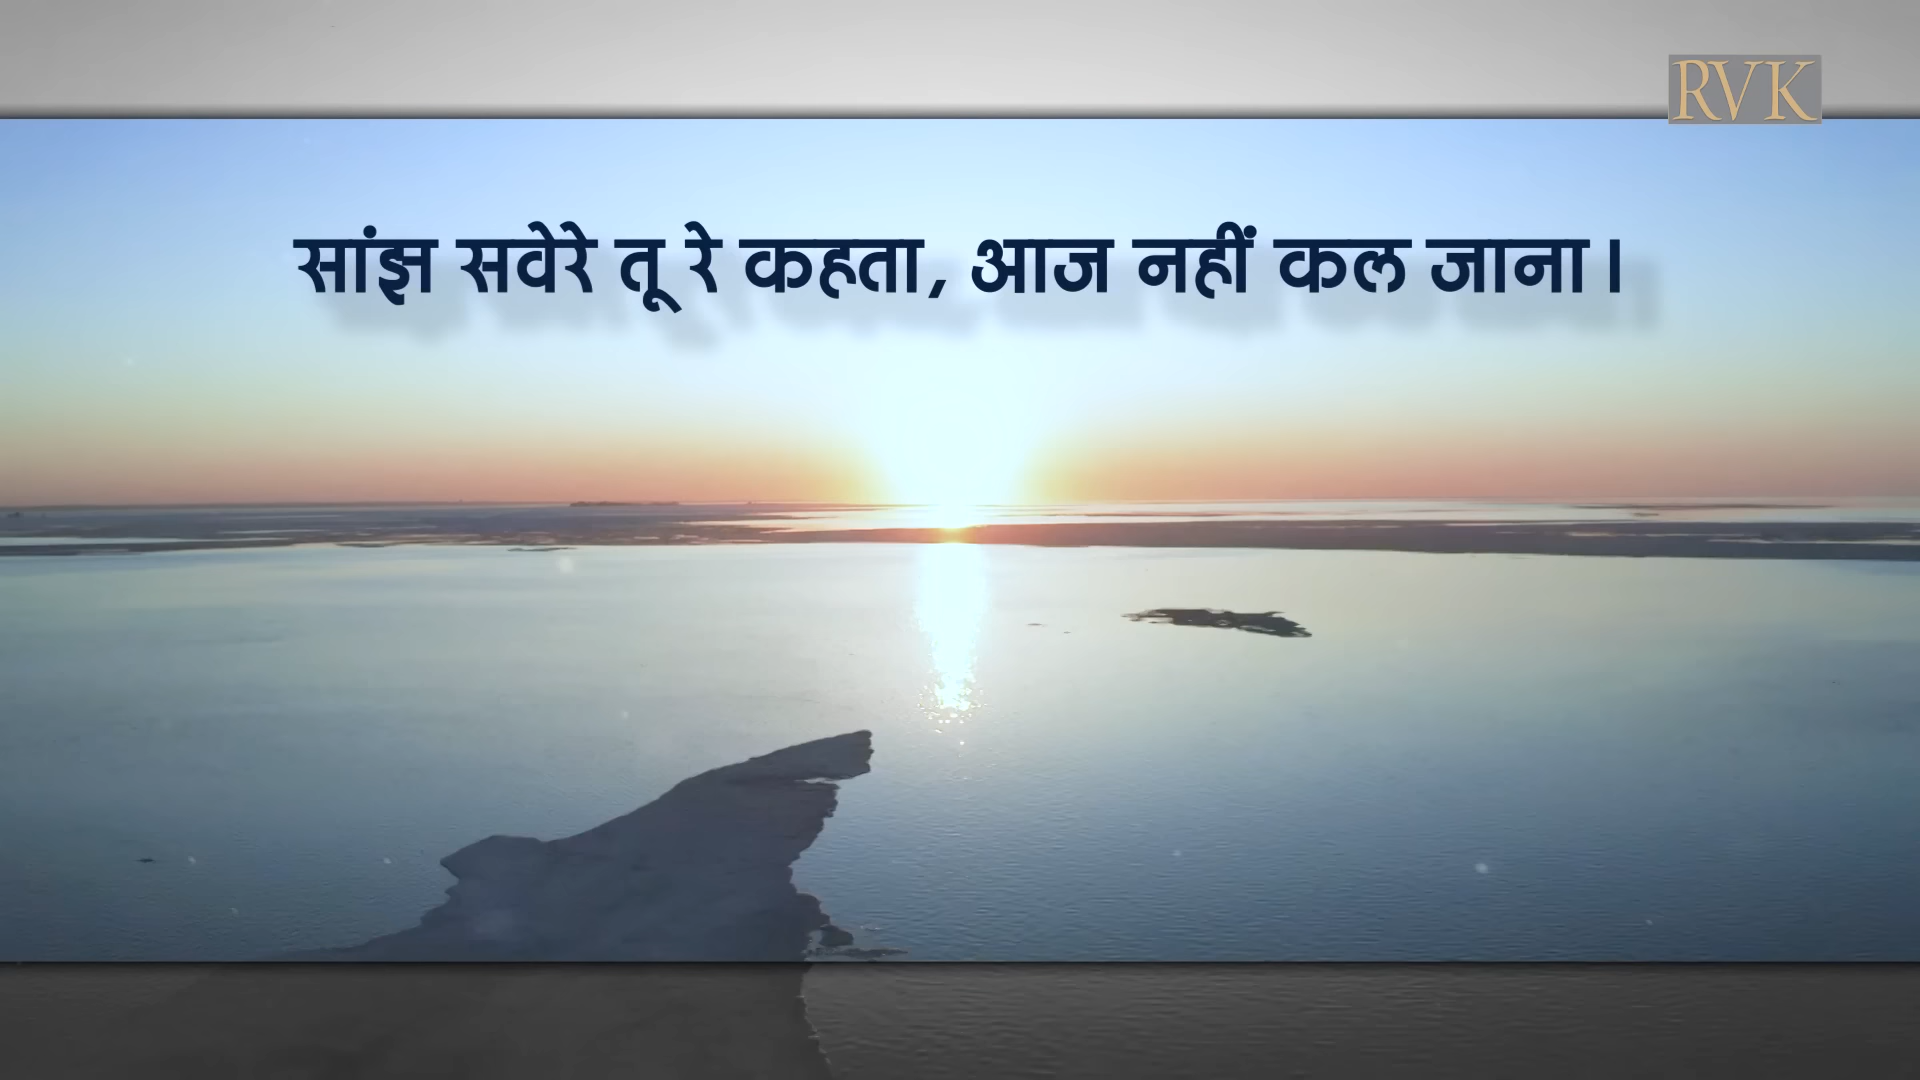 RVK
सांझ सवेरे तू रे कहता, आज नहीं कल जाना।